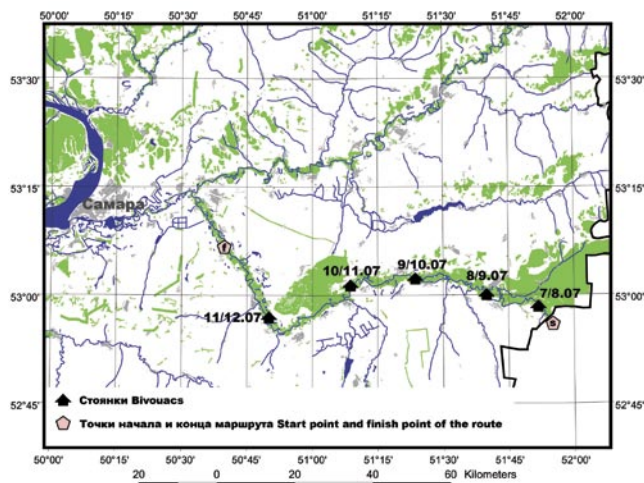 50°00' 50°15' 50°30' 50°45' 51°00' 51°15' 51°30' 51°45' 52°00'
53°30' 53°30'
53°15' 53°15'
Самара
f
10/11.07 9/10.07 8/9.07 7/8.07
53°00' 53°00'
11/12.07
s
Стоянки Bivouacs
52°45' 52°45'
Точки начала и конца маршрута Start point and finish point of the route
50°00' 50°15' 50°30' 50°45' 51°00' 51°15' 51°30' 51°45' 52°00'
20 0 20 40 60 Kilometers